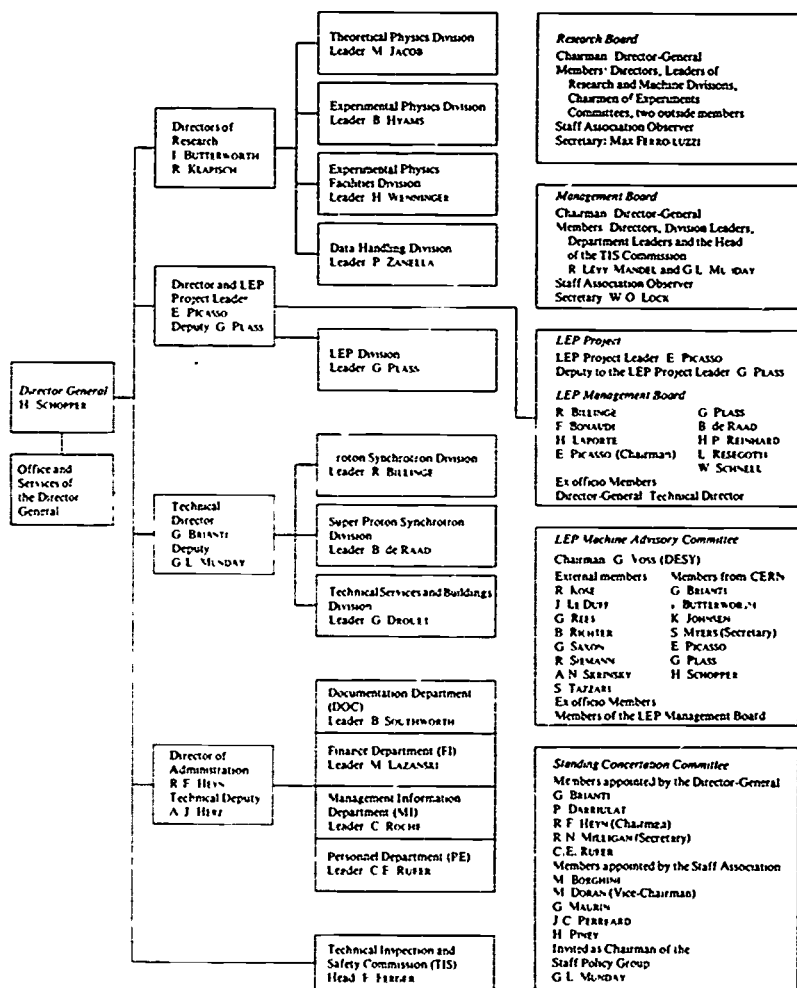 Director General
H SCHOPPER
Office and
Services of
the Director
General
Directors of
Research
BUTTERWORTH
R KLAPISCH
Theoretical Physics Division
Leader M JACOB
Experimental Physics Division
Leader B HYAMS
Experimental Physics
Facilities Division
Leader H WENNINGER
Data Handling Division
Leader P ZANELLA
Director and LEP
Project Leader
E PICASSO
Deputy G PLASS
LEP Division
Leader G PLASS
Technical
Director
G BRIANTI
Deputy
G L MUNDAY
roton Synchrotron Division
Leader R BILLINGE
Super Proton Synchrotron
Division
Leader B de RAAD
Technical Services and Buildings
Division
Leader G DROUET
Director of
Administration
R F HEYN
Technical Deputy
A J HERZ
Documentation Department
(DOC)
Leader B SOUTHWORTH
Finance Department (FI)
Leader M LAZANSKI
Management Information
Department (MI)
Leader C ROCHE
Personnel Department (PE)
Leader C E RUFER
Technical Inspection and
Safety Commission (TIS)
Head F FERGER
Research Board
Chairman Director-General
Members: Directors, Leaders of
Research and Machine Divisions,
Chairmen of Experiments
Committees, two outside members
Staff Association Observer
Secretary: MAX FERRO-LUZZI
Management Board
Chairman Director-General
Members Directors, Division Leaders,
Department Leaders and the Head
of the TIS Commission
R LÉVY MANDEL and G L
Staff Association Observer
Secretary W O LOCK
LEP Project
LEP Project Leader E PICASSO
Deputy to the LEP Project Leader G PLASS
LEP Management Board
R BILLINGE G PLASS
F BONAUDI B de RAAD
H LAPORTE H P REINHARD
E PICASSO (Chairman) L RESEGOTTI
W SCHNELL
Ex officio Members
Director-General Technical Director
LEP Machine Advisory Committee
Chairman G VOSS (DESY)
External members Members from CERN
R KOSE G BRIANTI
J LE DUFF BUTTERWORTH
G REES K JOHNSEN
B RICHTER S MYERS (Secretary)
G SAXON E PICASSO
R SIEMANN G PLASS
A N SKRINSKY H SCHOPPER
S TAZZARI
Ex officio Members
Members of the LEP Management Board
Standing Concertation Committee
Members appointed by the Director-General
G BRIANTI
P DARRIULAT
R F HEYN (Chairman)
R N MILLIGAN (Secretary)
C.E. RUFER
Members appointed by the Staff Association
M BORGHINI
M DORAN (Vice-Chairman)
G MAURIN
J C PERREARD
H PINEY
Invited as Chairman of the
Staff Policy Group
G L MUNDAY